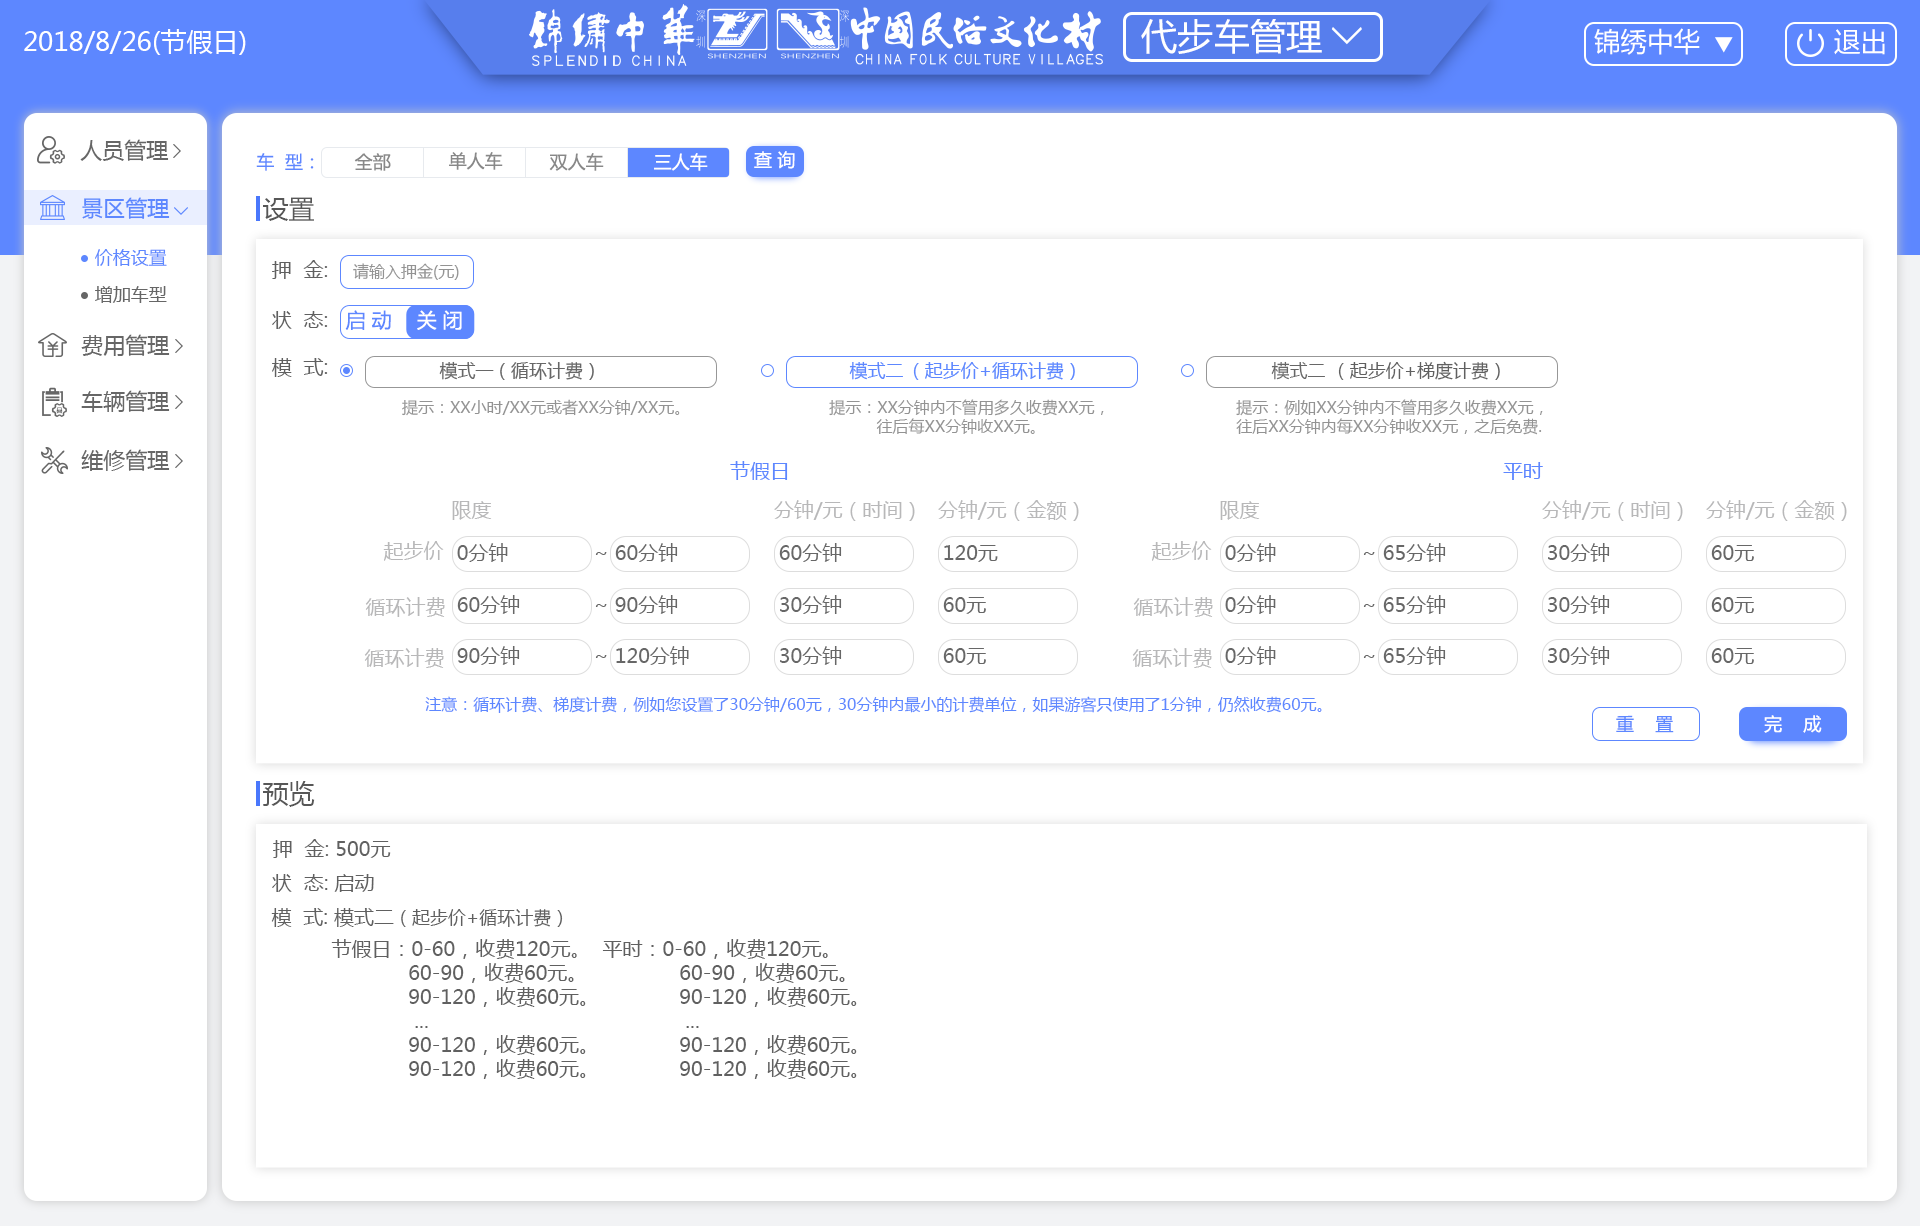 2018/8/26(节假日)
锦绣中华 深圳 SHENZHEN SHENZHEN 深圳 中国民俗文化村
SPLENDID CHINA CHINA FOLK CULTURE VILLAGES
代步车管理
锦绣中华 ▼
退出
人员管理
景区管理
• 价格设置
• 增加车型
费用管理
车辆管理
维修管理
车 型: 全部 单人车 双人车 三人车 查询
设置
押 金: 请输入押金(元)
状 态: 启动 关闭
模 式: 模式一(循环计费) 模式二(起步价+循环计费) 模式二(起步价+梯度计费)
提示:XX小时/XX元或者XX分钟/XX元。
提示:XX分钟内不管用多久收费XX元,
往后每XX分钟收XX元。
提示:例如XX分钟内不管用多久收费XX元,
往后XX分钟内每XX分钟收XX元,之后免费.
节假日 平时
限度 分钟/元(时间) 分钟/元(金额) 限度 分钟/元(时间) 分钟/元(金额)
起步价 0分钟 ~ 60分钟 60分钟 120元 起步价 0分钟 ~ 65分钟 30分钟 60元
循环计费 60分钟 ~ 90分钟 30分钟 60元 循环计费 0分钟 ~ 65分钟 30分钟 60元
循环计费 90分钟 ~ 120分钟 30分钟 60元 循环计费 0分钟 ~ 65分钟 30分钟 60元
注意:循环计费、梯度计费,例如您设置了30分钟/60元,30分钟内最小的计费单位,如果游客只使用了1分钟,仍然收费60元。
重 置 完 成
预览
押 金: 500元
状 态: 启动
模 式: 模式二(起步价+循环计费)
节假日:0-60,收费120元。 平时:0-60,收费120元。
60-90,收费60元。 60-90,收费60元。
90-120,收费60元。 90-120,收费60元。
... ...
90-120,收费60元。 90-120,收费60元。
90-120,收费60元。 90-120,收费60元。